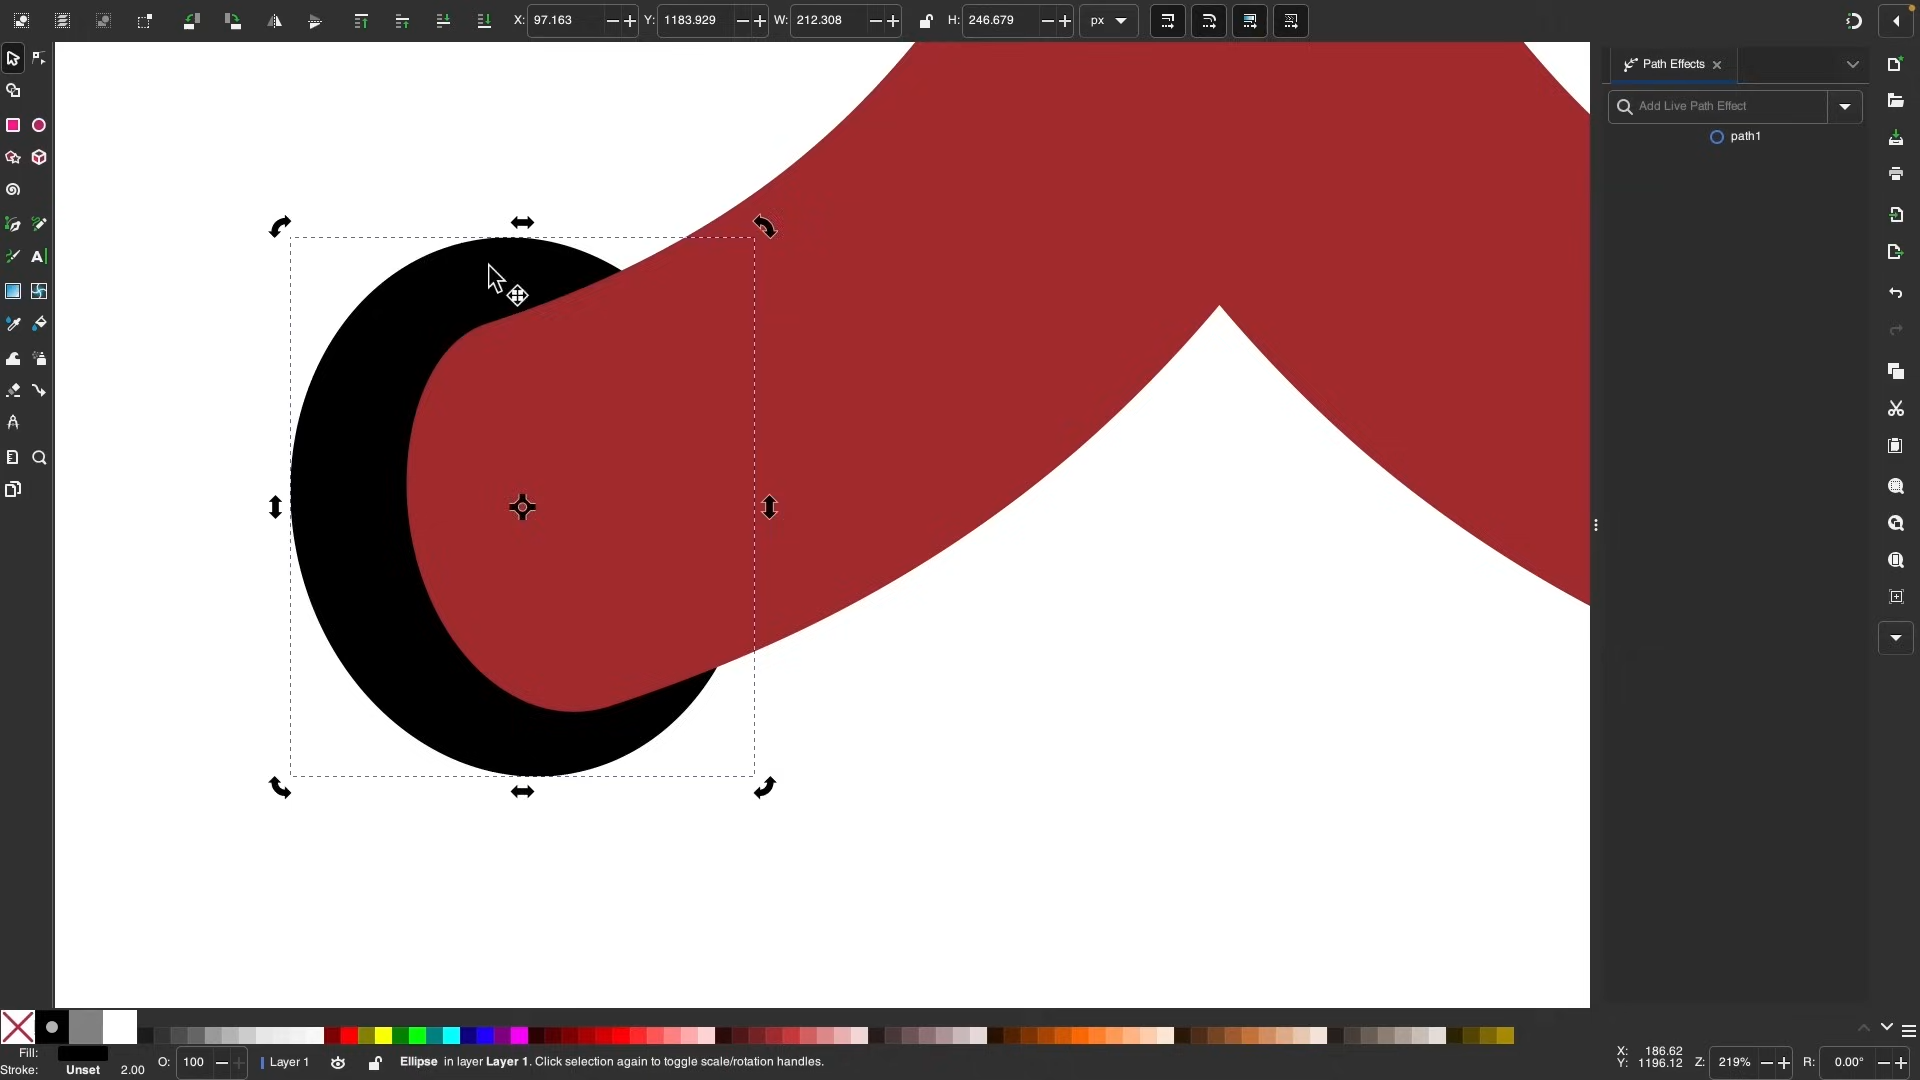 X: 97.163 Y: 1183.929 W: 212.308 H: 246.679 px
Path Effects
Add Live Path Effect
path1
A
Fill:
Stroke: Unset 2.00
O: 100
Layer 1
Ellipse in layer Layer 1. Click selection again to toggle scale/rotation handles.
X: 186.62
Y: 1196.12
Z: 219%
R: 0.00°